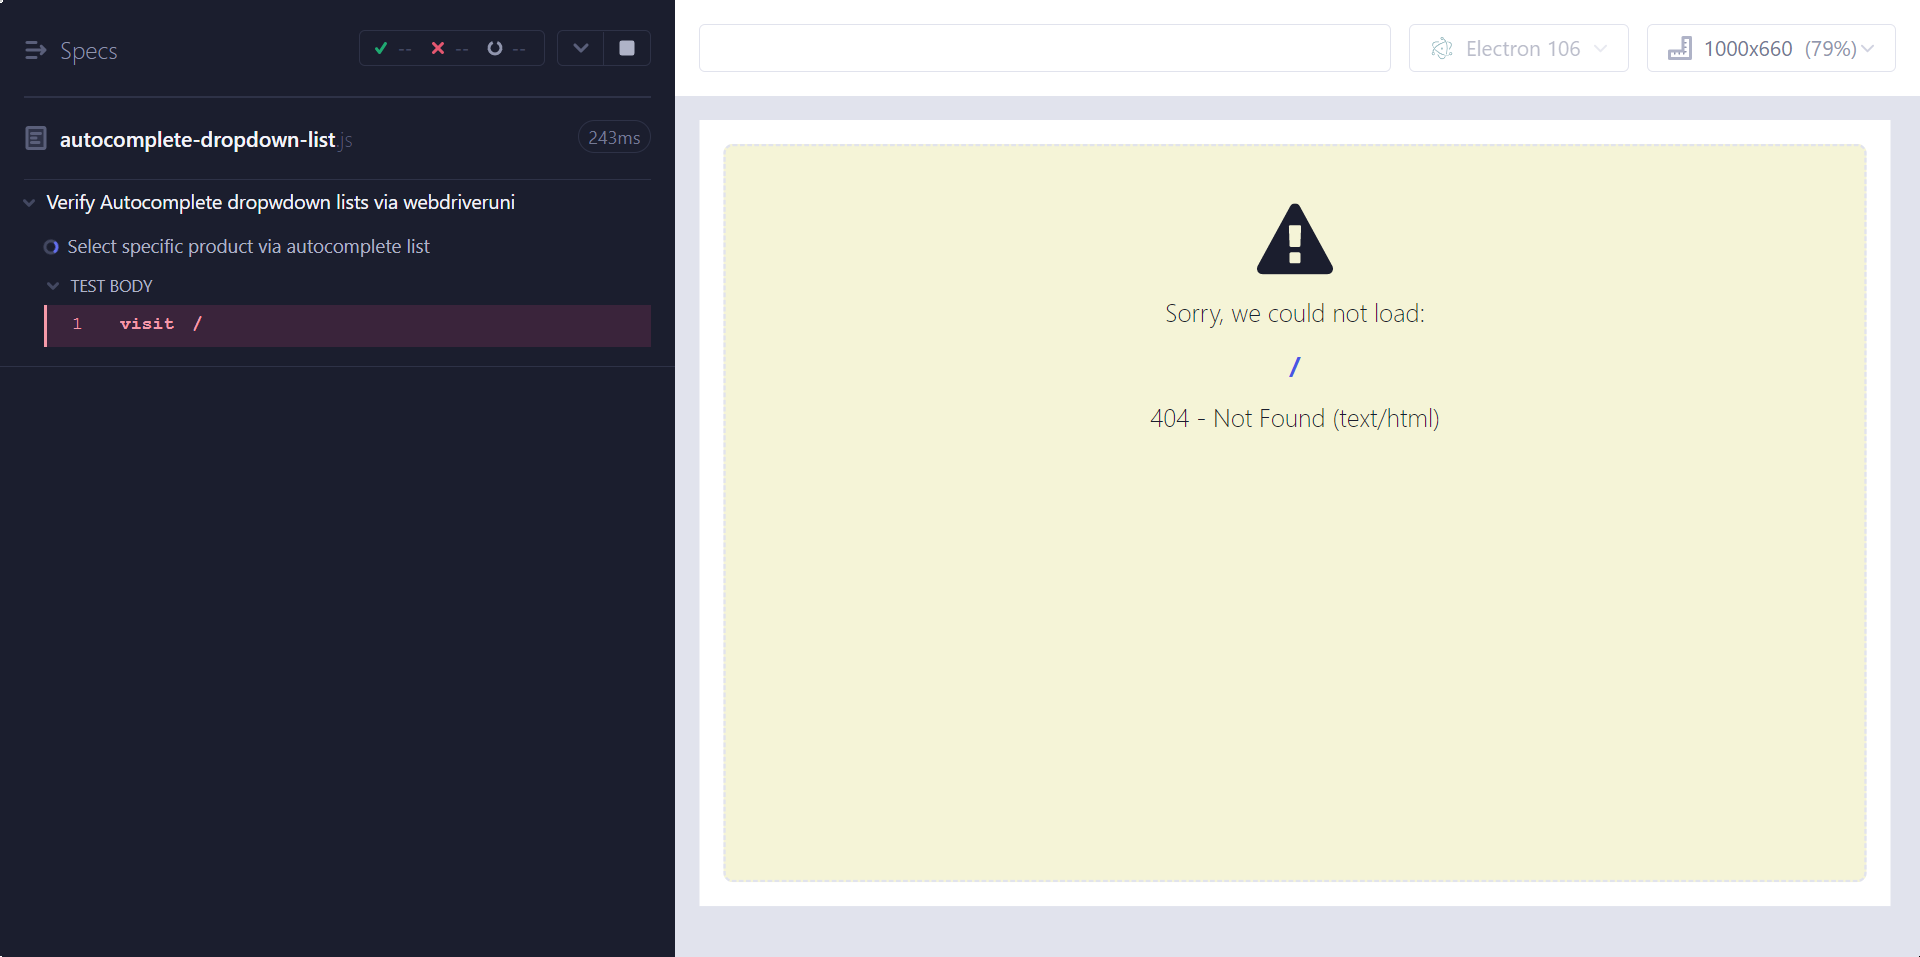 Specs
-- -- --
autocomplete-dropdown-list.js
243ms
Verify Autocomplete dropwdown lists via webdriveruni
Select specific product via autocomplete list
TEST BODY
1 visit /
Electron 106
1000x660 (79%)
Sorry, we could not load:
/
404 - Not Found (text/html)